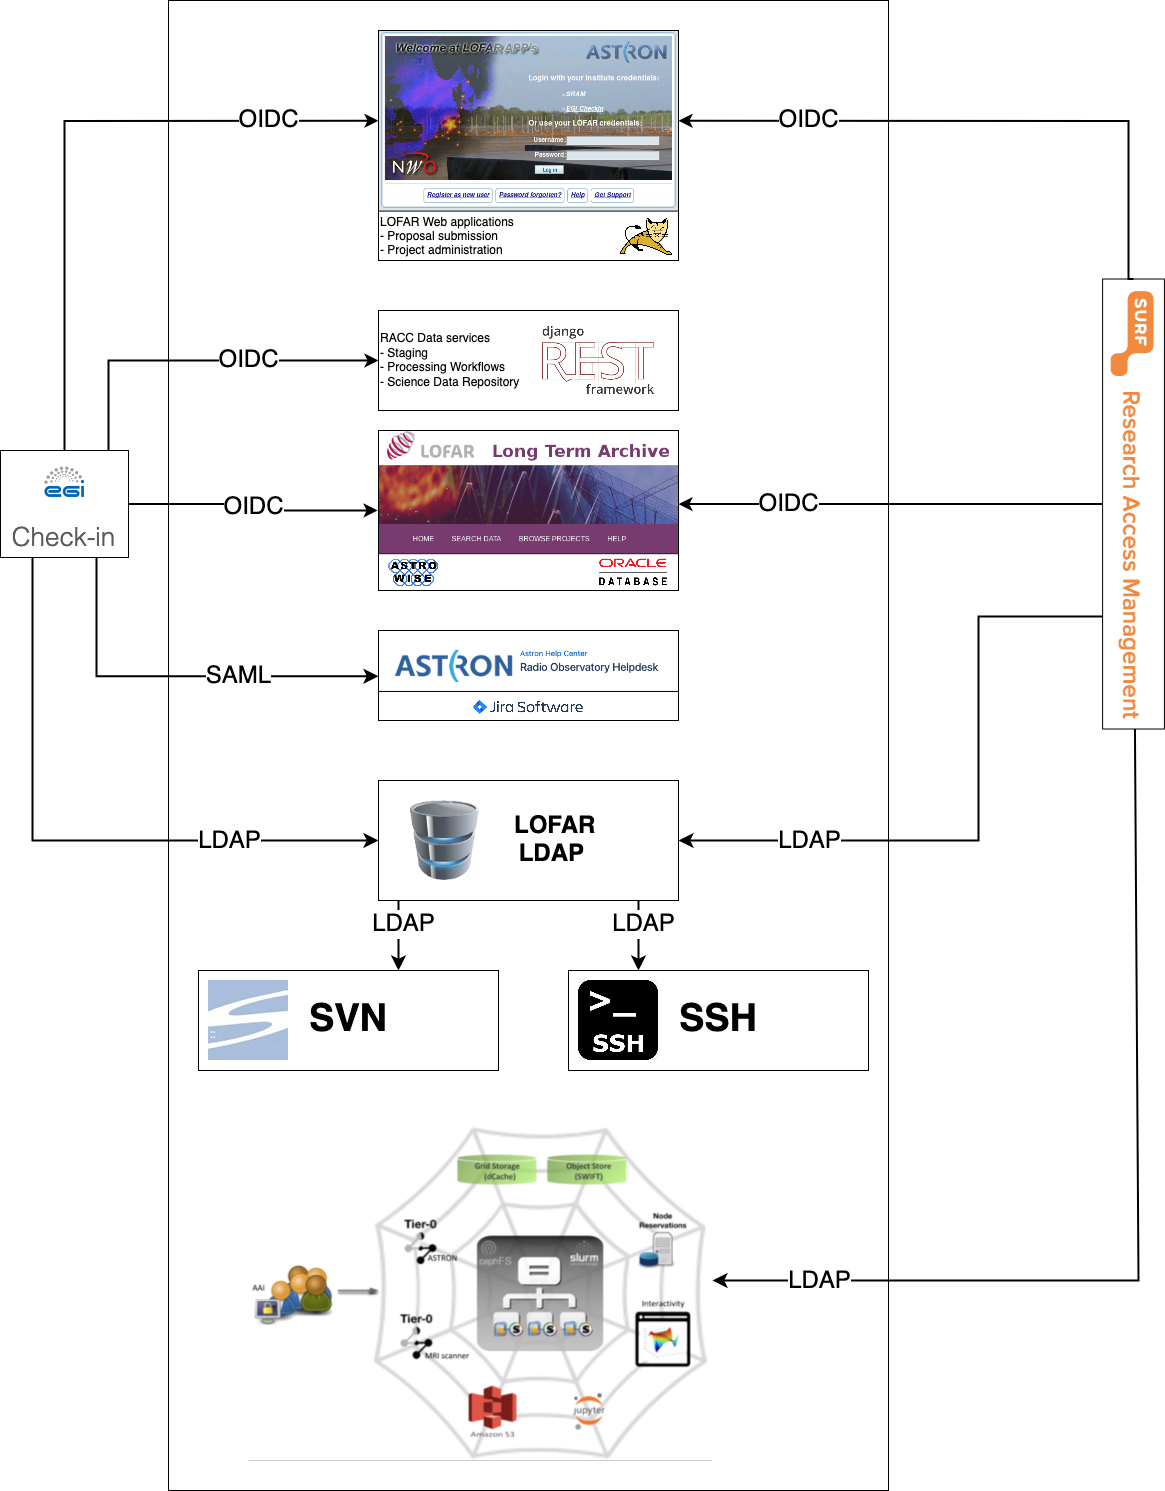 Welcome at LOFAR APP's
ASTRON
Login with your institute credentials:
- SRAM
- EGI Checkin
Or use your LOFAR credentials:
Username:
Password:
Log in
NWO
Register as new user
Password forgotten?
Help
Get Support
OIDC
OIDC
LOFAR Web applications
- Proposal submission
- Project administration
SURF
Research Access Management
RACC Data services
- Staging
- Processing Workflows
- Science Data Repository
django
REST
framework
OIDC
LOFAR
Long Term Archive
HOME
SEARCH DATA
BROWSE PROJECTS
HELP
ASTRO
WISE
ORACLE
DATABASE
eGI
Check-in
OIDC
OIDC
SAML
ASTRON
Astron Help Center
Radio Observatory Helpdesk
Jira Software
LDAP
LOFAR
LDAP
LDAP
LDAP
LDAP
SVN
>_
SSH
SSH
Grid Storage
(dCache)
Object Store
(SWIFT)
Tier-0
ASTRON
Node
Reservations
cephFS
slurm
=
AAI
S
S
S
Interactivity
Tier-0
MRI scanner
Amazon S3
jupyter
LDAP